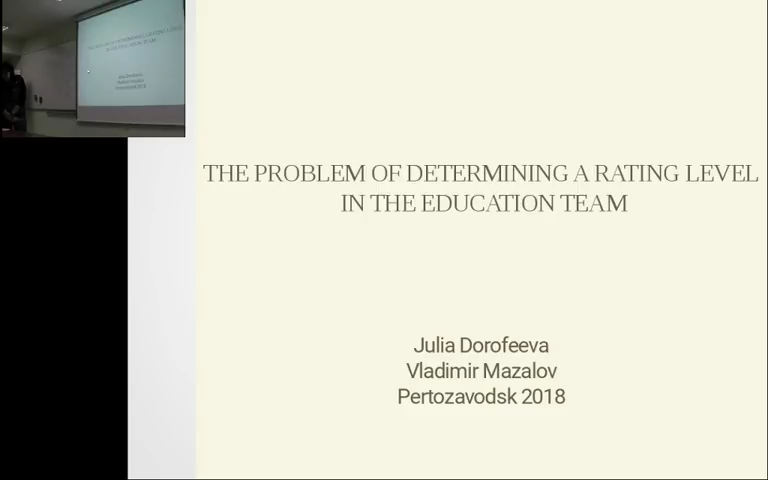 THE PROBLEM OF DETERMINING A RATING LEVEL
IN THE EDUCATION TEAM
Julia Dorofeeva
Vladimir Mazalov
Pertozavodsk 2018